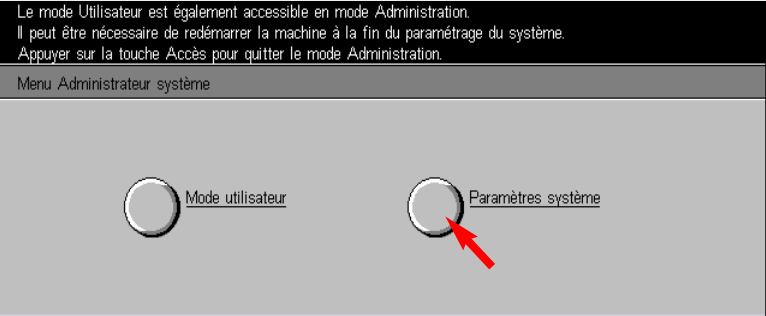 Le mode Utilisateur est également accessible en mode Administration.
Il peut être nécessaire de redémarrer la machine à la fin du paramétrage du système.
Appuyer sur la touche Accès pour quitter le mode Administration.
Menu Administrateur système
Mode utilisateur
Paramètres système